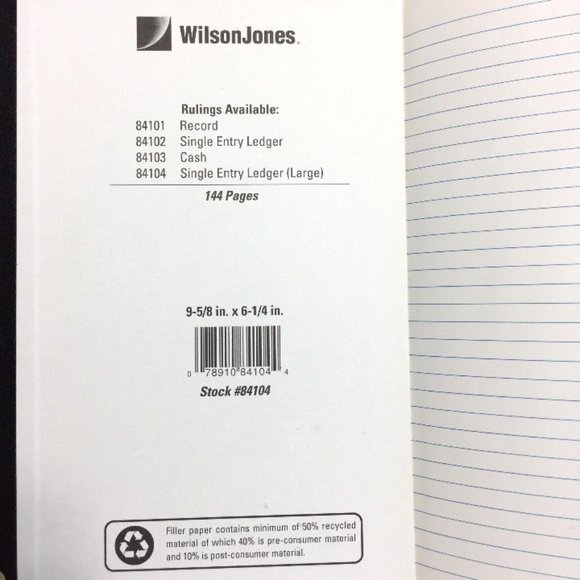 WilsonJones.
Rulings Available:
84101 Record
84102 Single Entry Ledger
84103 Cash
84104 Single Entry Ledger (Large)
144 Pages
9-5/8 in. x 6-1/4 in.
0 78910 84104 4
Stock #84104
Filler paper contains minimum of 50% recycled
material of which 40% is pre-consumer material
and 10% is post-consumer material.